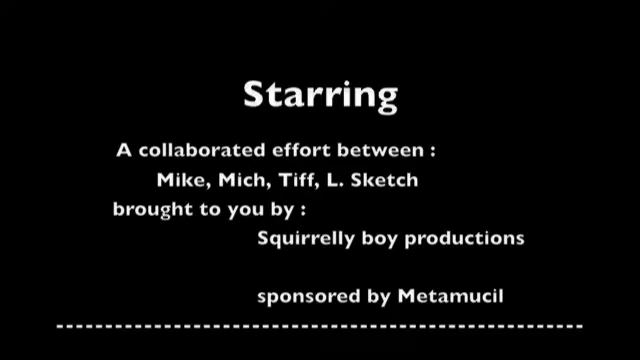 Starring
A collaborated effort between :
Mike, Mich, Tiff, L. Sketch
brought to you by :
Squirrelly boy productions
sponsored by Metamucil
------------------------------------------------------